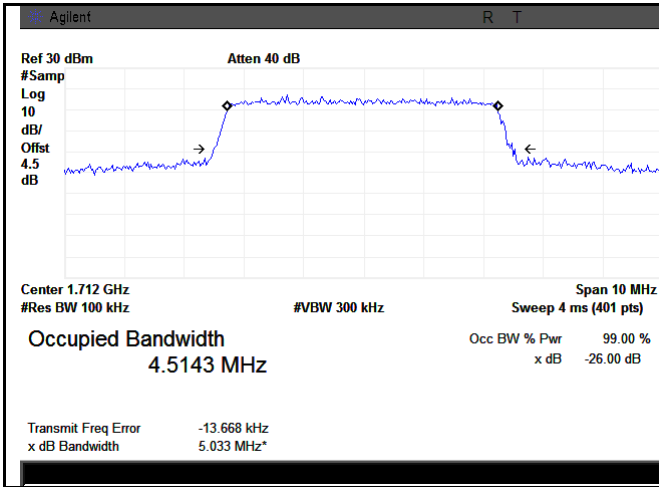 Agilent R T
Ref 30 dBm Atten 40 dB
#Samp
Log
10
dB/
Offst
4.5
dB
Center 1.712 GHz Span 10 MHz
#Res BW 100 kHz #VBW 300 kHz Sweep 4 ms (401 pts)
Occupied Bandwidth Occ BW % Pwr 99.00 %
4.5143 MHz x dB -26.00 dB
Transmit Freq Error -13.668 kHz
x dB Bandwidth 5.033 MHz*